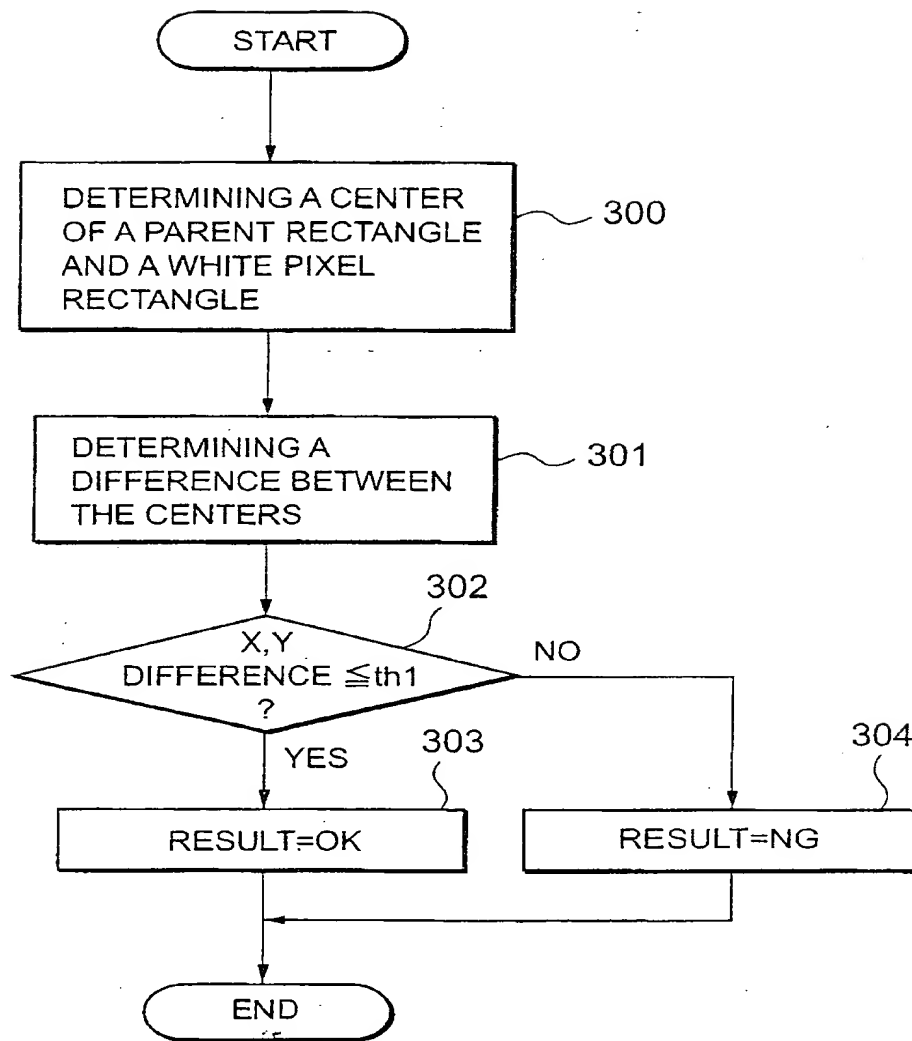 START
DETERMINING A CENTER
OF A PARENT RECTANGLE
AND A WHITE PIXEL
RECTANGLE
300
DETERMINING A
DIFFERENCE BETWEEN
THE CENTERS
301
302
X,Y
DIFFERENCE ≦th1
?
NO
YES
303
RESULT=OK
304
RESULT=NG
END